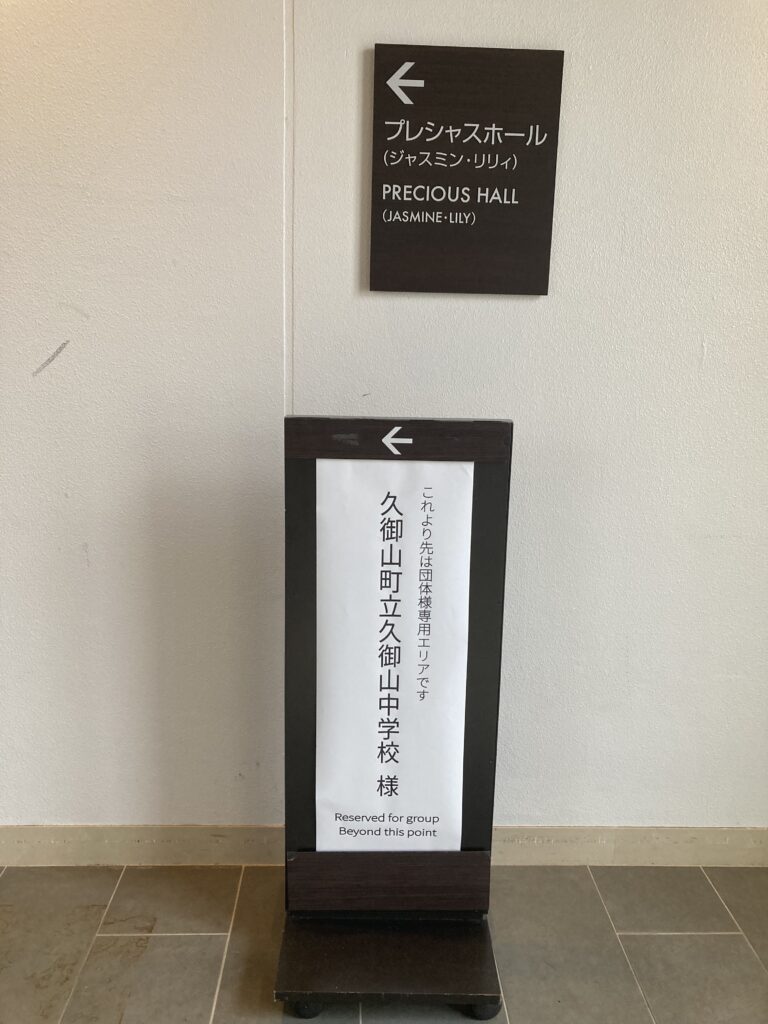 ←
プレシャスホール
(ジャスミン・リリィ)
PRECIOUS HALL
(JASMINE・LILY)
←
これより先は団体様専用エリアです
久御山町立久御山中学校 様
Reserved for group
Beyond this point